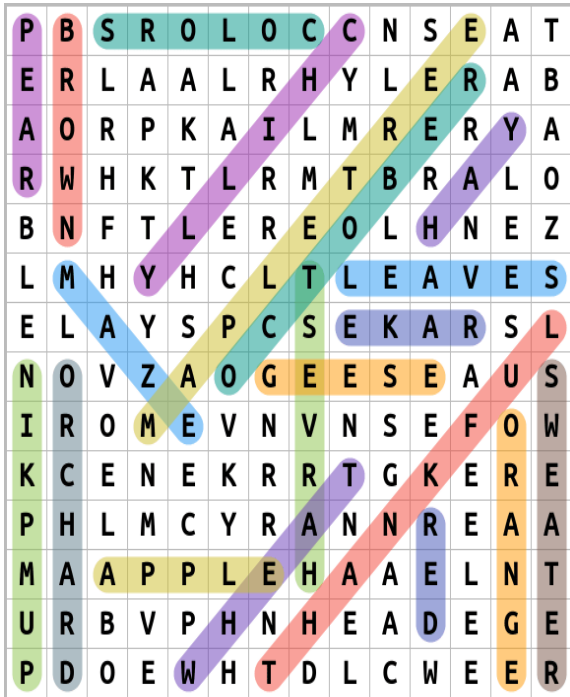 P B S R O L O C C N S E A T
E R L A A L R H Y L E R A B
A O R P K A I L M R E R Y A
R W H K T L R M T B R A L O
B N F T L E R E O L H N E Z
L M H Y H C L T L E A V E S
E L A Y S P C S E K A R S L
N O V Z A O G E E S E A U S
I R O M E V N V N S E F O W
K C E N E K R R T G K E R E
P H L M C Y R A N N R E A A
M A A P P L E H A A E L N T
U R B V P H N H E A D E G E
P D O E W H T D L C W E E R